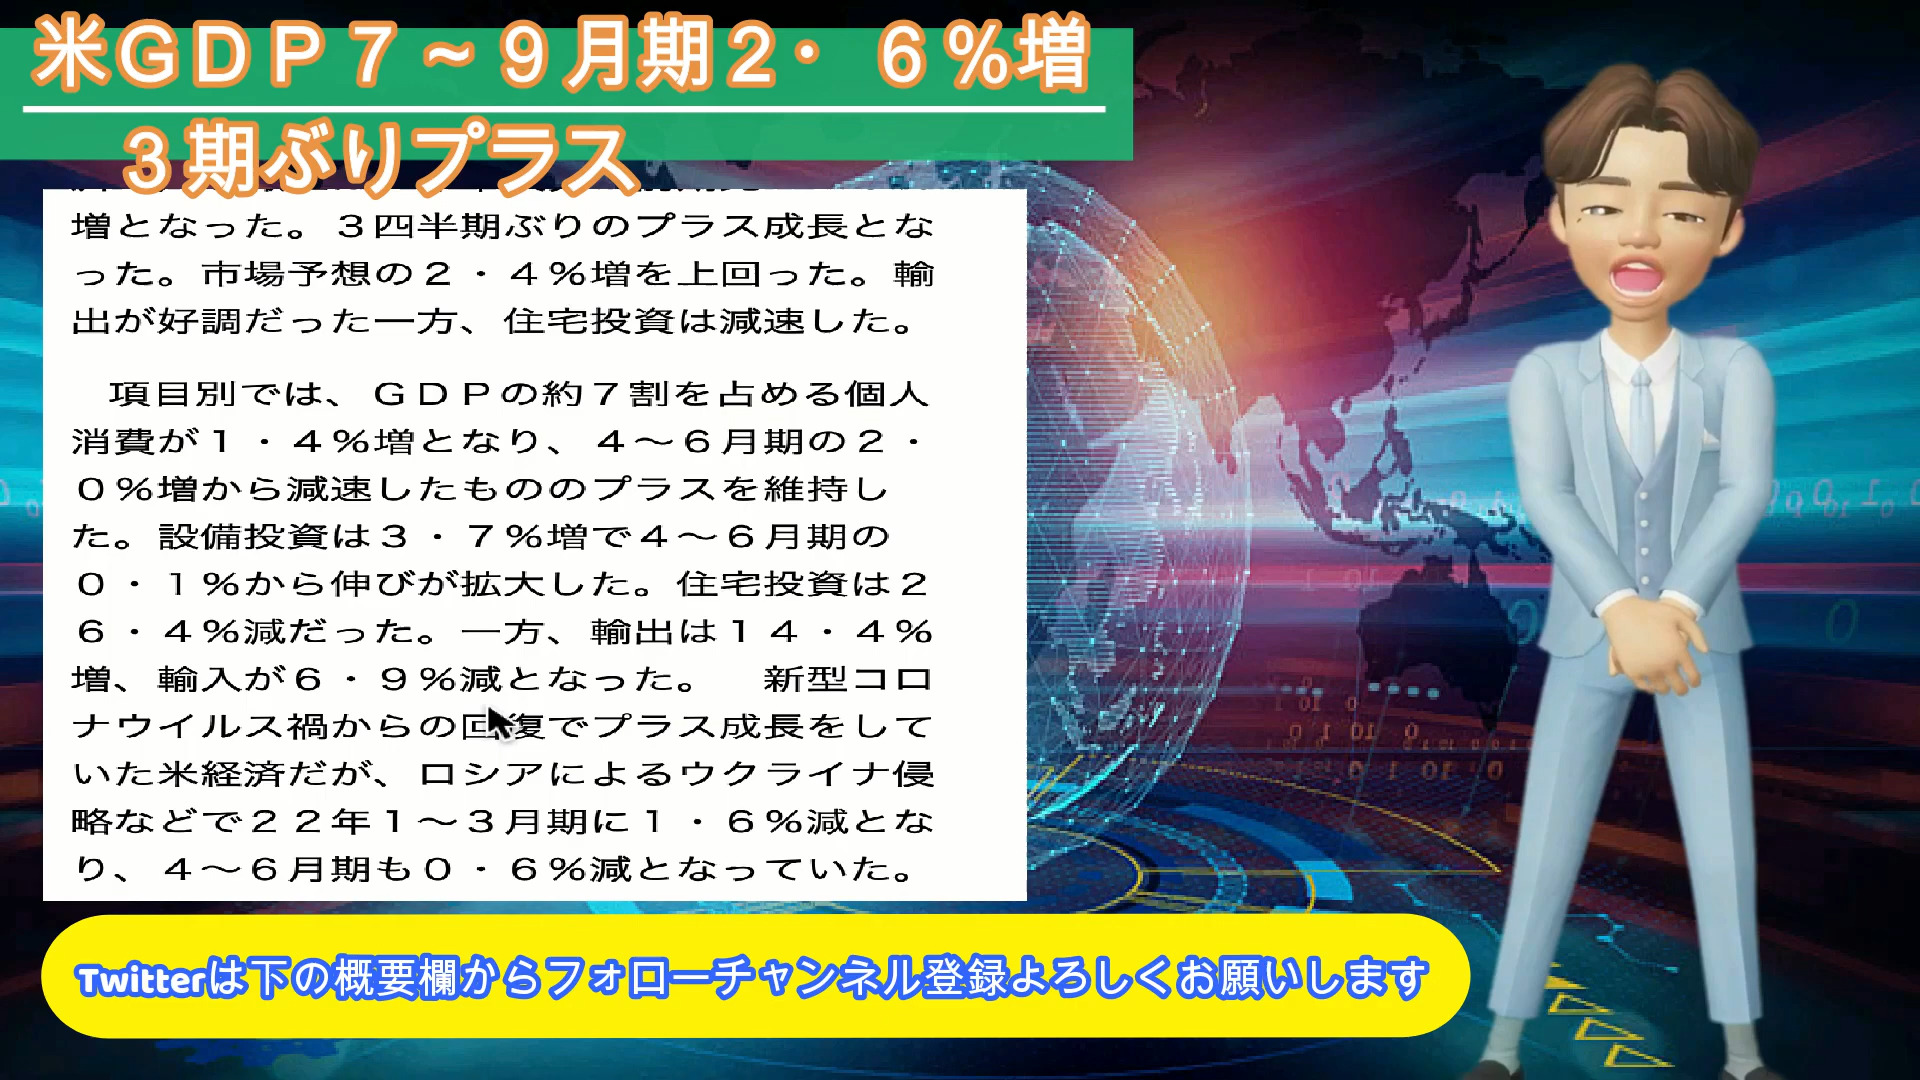 米ＧＤＰ７～９月期２・６％増
３期ぶりプラス
増となった。３四半期ぶりのプラス成長とな
った。市場予想の２・４％増を上回った。輸
出が好調だった一方、住宅投資は減速した。
項目別では、ＧＤＰの約７割を占める個人
消費が１・４％増となり、４～６月期の２・
０％増から減速したもののプラスを維持し
た。設備投資は３・７％増で４～６月期の
０・１％から伸びが拡大した。住宅投資は２
６・４％減だった。一方、輸出は１４・４％
増、輸入が６・９％減となった。　新型コロ
ナウイルス禍からの回復でプラス成長をして
いた米経済だが、ロシアによるウクライナ侵
略などで２２年１～３月期に１・６％減とな
り、４～６月期も０・６％減となっていた。
Twitterは下の概要欄からフォローチャンネル登録よろしくお願いします